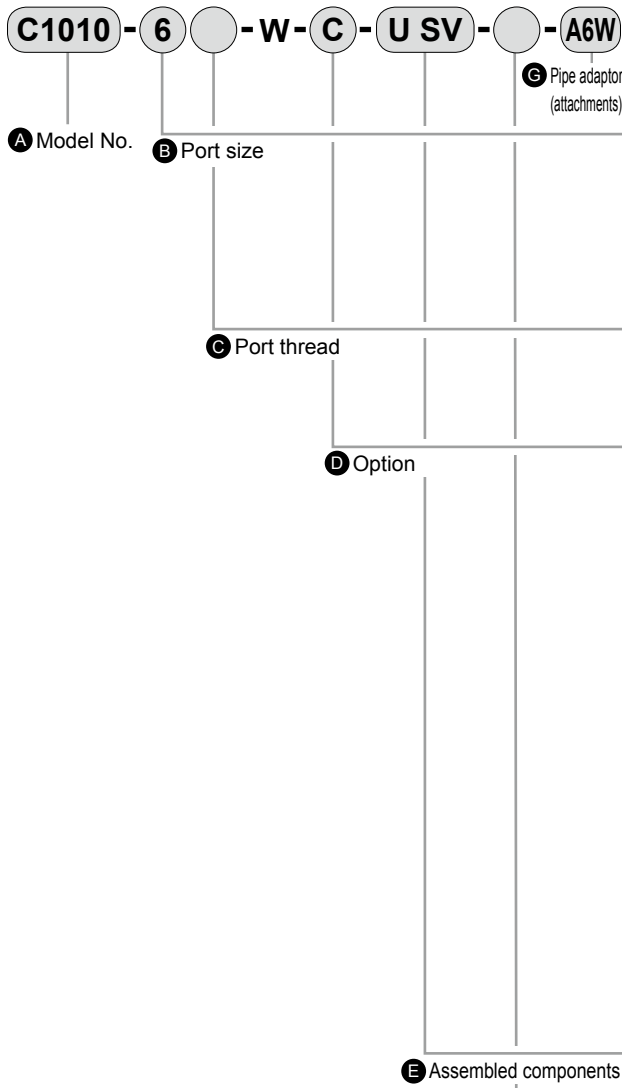 C1010-6 -W-C-U SV- -A6W
G Pipe adaptor
(attachments)
A Model No.
B Port size
C Port thread
D Option
E Assembled components